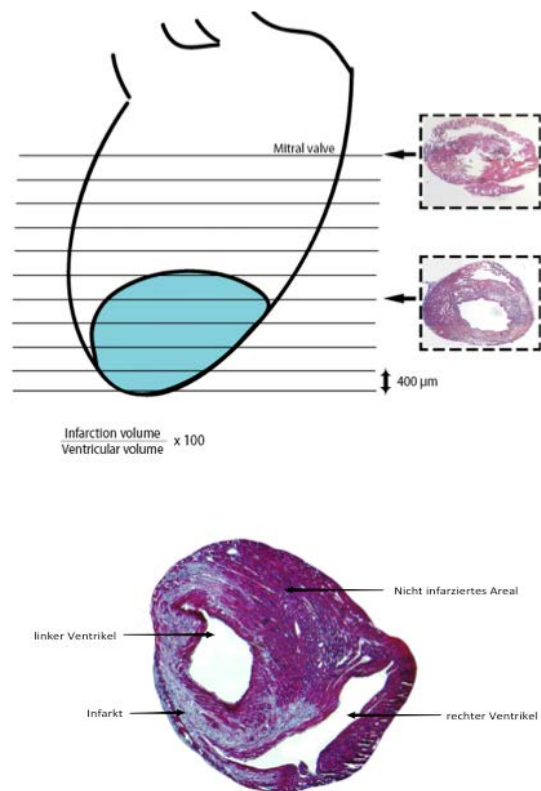 Mitral valve
400 µm
Infarction volume
Ventricular volume
x 100
Nicht infarziertes Areal
linker Ventrikel
Infarkt
rechter Ventrikel